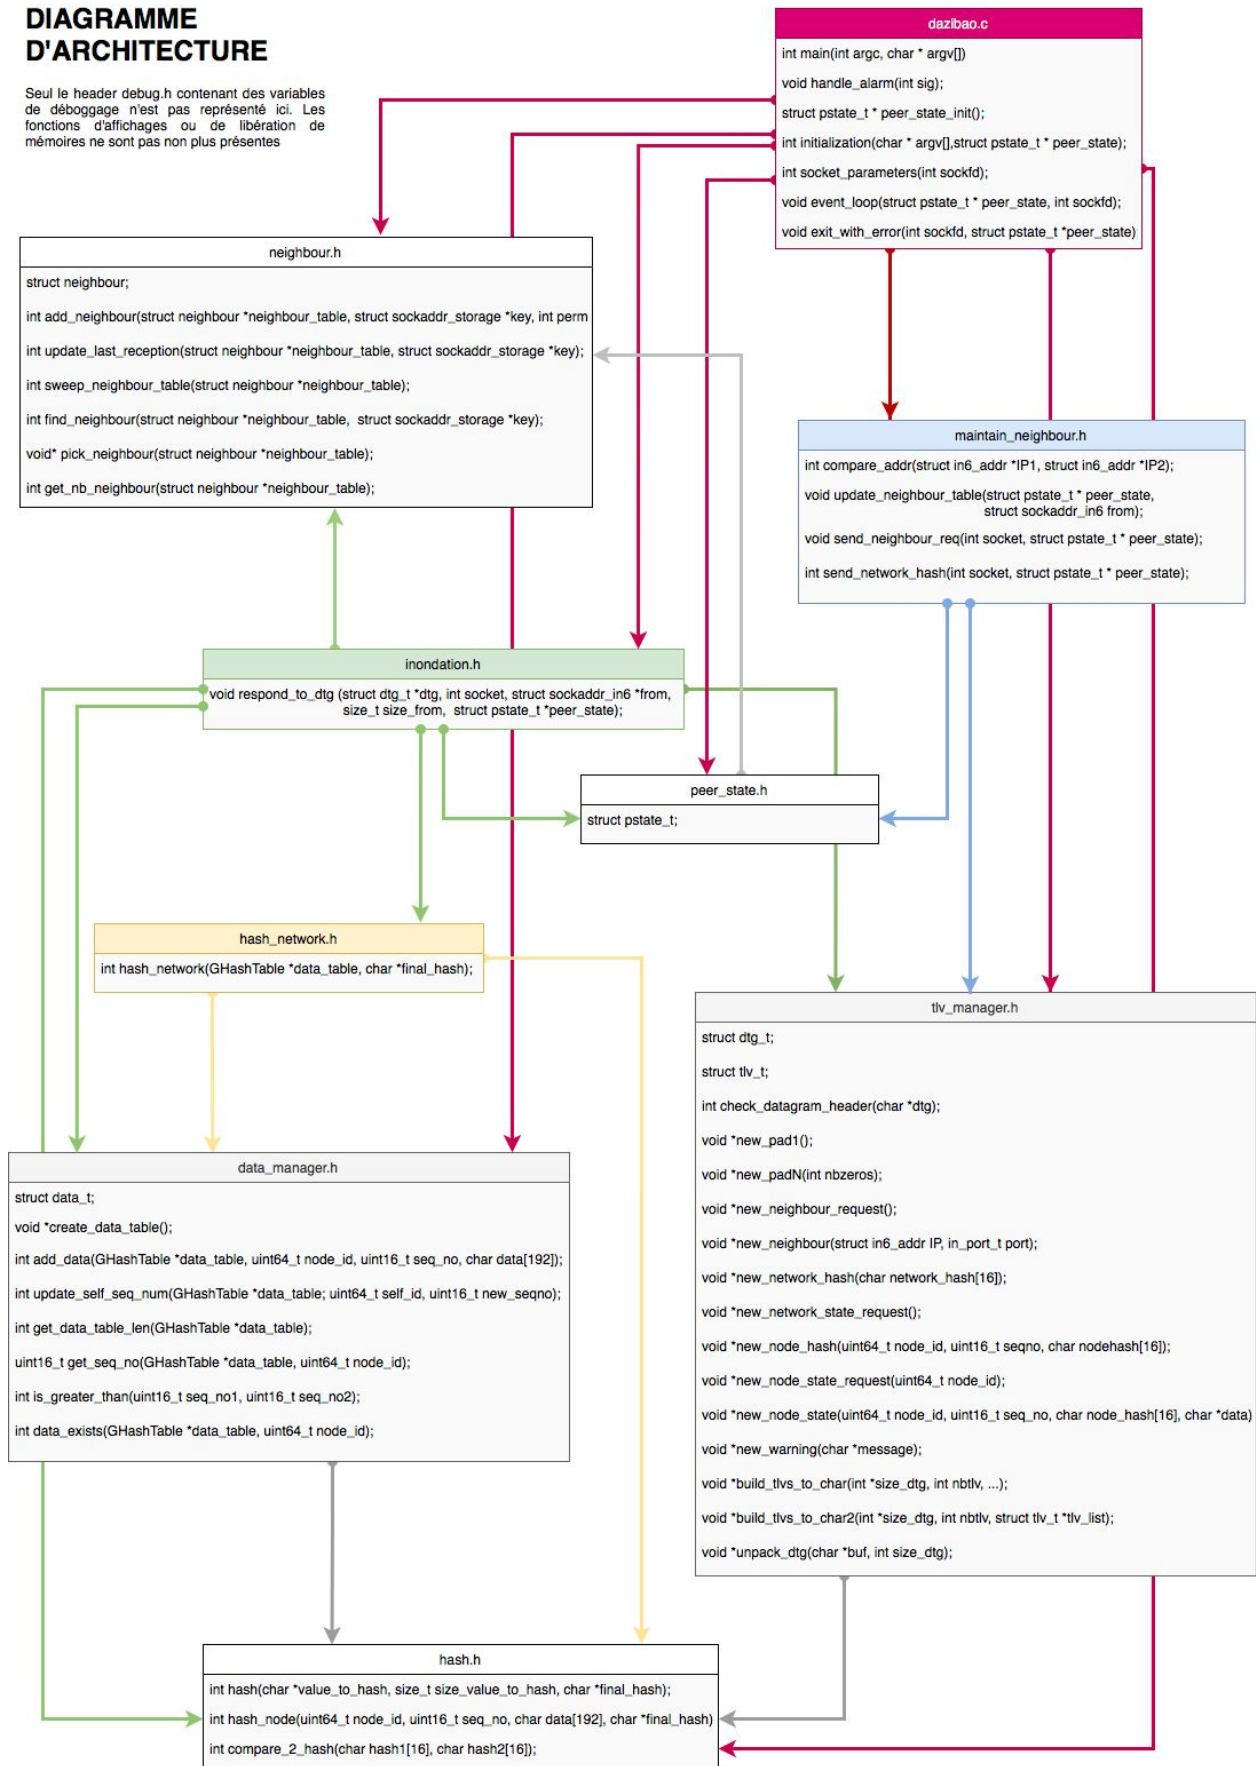 DIAGRAMME
D'ARCHITECTURE
Seul le header debug.h contenant des variables
de déboggage n'est pas représenté ici. Les
fonctions d'affichages ou de libération de
mémoires ne sont pas non plus présentes
dazibao.c
int main(int argc, char * argv[])
void handle_alarm(int sig);
struct pstate_t * peer_state_init();
int initialization(char * argv[],struct pstate_t * peer_state);
int socket_parameters(int sockfd);
void event_loop(struct pstate_t * peer_state, int sockfd);
void exit_with_error(int sockfd, struct pstate_t *peer_state)
neighbour.h
struct neighbour;
int add_neighbour(struct neighbour *neighbour_table, struct sockaddr_storage *key, int perm
int update_last_reception(struct neighbour *neighbour_table, struct sockaddr_storage *key);
int sweep_neighbour_table(struct neighbour *neighbour_table);
int find_neighbour(struct neighbour *neighbour_table, struct sockaddr_storage *key);
void* pick_neighbour(struct neighbour *neighbour_table);
int get_nb_neighbour(struct neighbour *neighbour_table);
maintain_neighbour.h
int compare_addr(struct in6_addr *IP1, struct in6_addr *IP2);
void update_neighbour_table(struct pstate_t * peer_state,
struct sockaddr_in6 from);
void send_neighbour_req(int socket, struct pstate_t * peer_state);
int send_network_hash(int socket, struct pstate_t * peer_state);
inondation.h
void respond_to_dtg (struct dtg_t *dtg, int socket, struct sockaddr_in6 *from,
size_t size_from, struct pstate_t *peer_state);
peer_state.h
struct pstate_t;
hash_network.h
int hash_network(GHashTable *data_table, char *final_hash);
tlv_manager.h
struct dtg_t;
struct tlv_t;
int check_datagram_header(char *dtg);
void *new_pad1();
void *new_padN(int nbzeros);
void *new_neighbour_request();
void *new_neighbour(struct in6_addr IP, in_port_t port);
void *new_network_hash(char network_hash[16]);
void *new_network_state_request();
void *new_node_hash(uint64_t node_id, uint16_t seqno, char nodehash[16]);
void *new_node_state_request(uint64_t node_id);
void *new_node_state(uint64_t node_id, uint16_t seq_no, char node_hash[16], char *data)
void *new_warning(char *message);
void *build_tlvs_to_char(int *size_dtg, int nbtlv, ...);
void *build_tlvs_to_char2(int *size_dtg, int nbtlv, struct tlv_t *tlv_list);
void *unpack_dtg(char *buf, int size_dtg);
data_manager.h
struct data_t;
void *create_data_table();
int add_data(GHashTable *data_table, uint64_t node_id, uint16_t seq_no, char data[192]);
int update_self_seq_num(GHashTable *data_table; uint64_t self_id, uint16_t new_seqno);
int get_data_table_len(GHashTable *data_table);
uint16_t get_seq_no(GHashTable *data_table, uint64_t node_id);
int is_greater_than(uint16_t seq_no1, uint16_t seq_no2);
int data_exists(GHashTable *data_table, uint64_t node_id);
hash.h
int hash(char *value_to_hash, size_t size_value_to_hash, char *final_hash);
int hash_node(uint64_t node_id, uint16_t seq_no, char data[192], char *final_hash)
int compare_2_hash(char hash1[16], char hash2[16]);